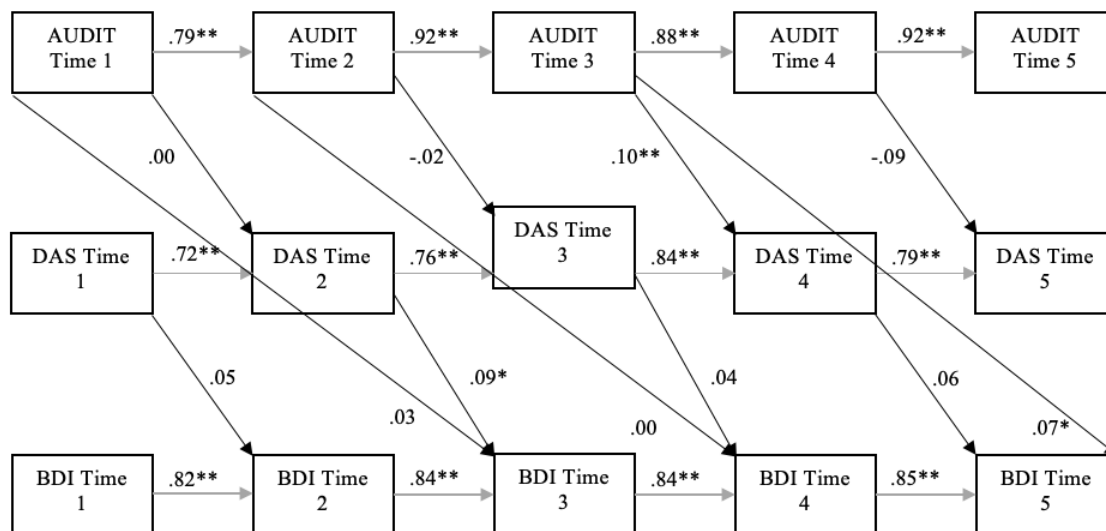 AUDIT
Time 1
.79**
AUDIT
Time 2
.92**
AUDIT
Time 3
.88**
AUDIT
Time 4
.92**
AUDIT
Time 5
.00
-.02
.10**
-.09
DAS Time
1
.72**
DAS Time
2
.76**
DAS Time
3
.84**
DAS Time
4
.79**
DAS Time
5
.05
.03
.09*
.00
.04
.06
.07*
BDI Time
1
.82**
BDI Time
2
.84**
BDI Time
3
.84**
BDI Time
4
.85**
BDI Time
5